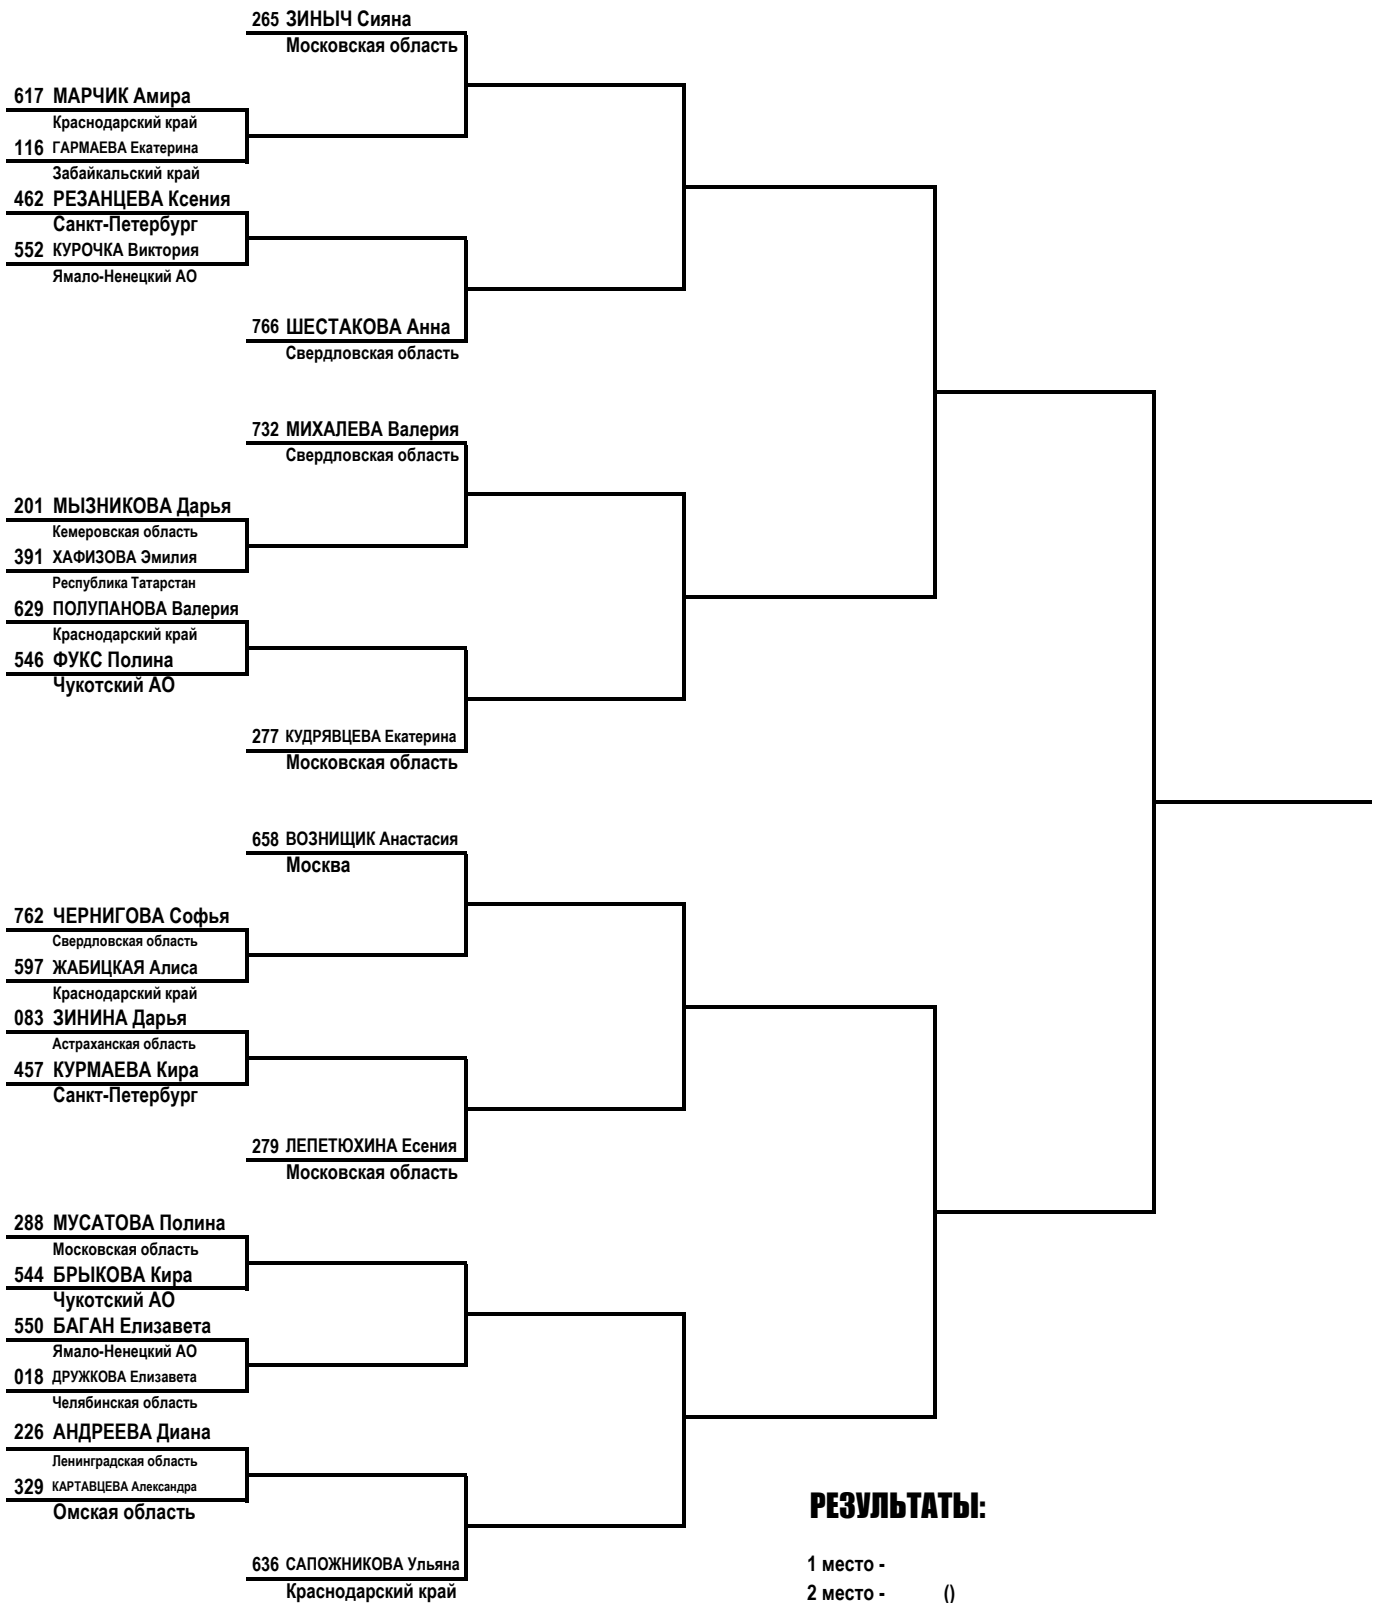 265 ЗИНЫЧ Сияна
Московская область
617 МАРЧИК Амира
Краснодарский край
116 ГАРМАЕВА Екатерина
Забайкальский край
462 РЕЗАНЦЕВА Ксения
Санкт-Петербург
552 КУРОЧКА Виктория
Ямало-Ненецкий АО
766 ШЕСТАКОВА Анна
Свердловская область
732 МИХАЛЕВА Валерия
Свердловская область
201 МЫЗНИКОВА Дарья
Кемеровская область
391 ХАФИЗОВА Эмилия
Республика Татарстан
629 ПОЛУПАНОВА Валерия
Краснодарский край
546 ФУКС Полина
Чукотский АО
277 КУДРЯВЦЕВА Екатерина
Московская область
658 ВОЗНИЩИК Анастасия
Москва
762 ЧЕРНИГОВА Софья
Свердловская область
597 ЖАБИЦКАЯ Алиса
Краснодарский край
083 ЗИНИНА Дарья
Астраханская область
457 КУРМАЕВА Кира
Санкт-Петербург
279 ЛЕПЕТЮХИНА Есения
Московская область
288 МУСАТОВА Полина
Московская область
544 БРЫКОВА Кира
Чукотский АО
550 БАГАН Елизавета
Ямало-Ненецкий АО
018 ДРУЖКОВА Елизавета
Челябинская область
226 АНДРЕЕВА Диана
Ленинградская область
329 КАРТАВЦЕВА Александра
Омская область
636 САПОЖНИКОВА Ульяна
Краснодарский край
РЕЗУЛЬТАТЫ:
1 место -
2 место - ()